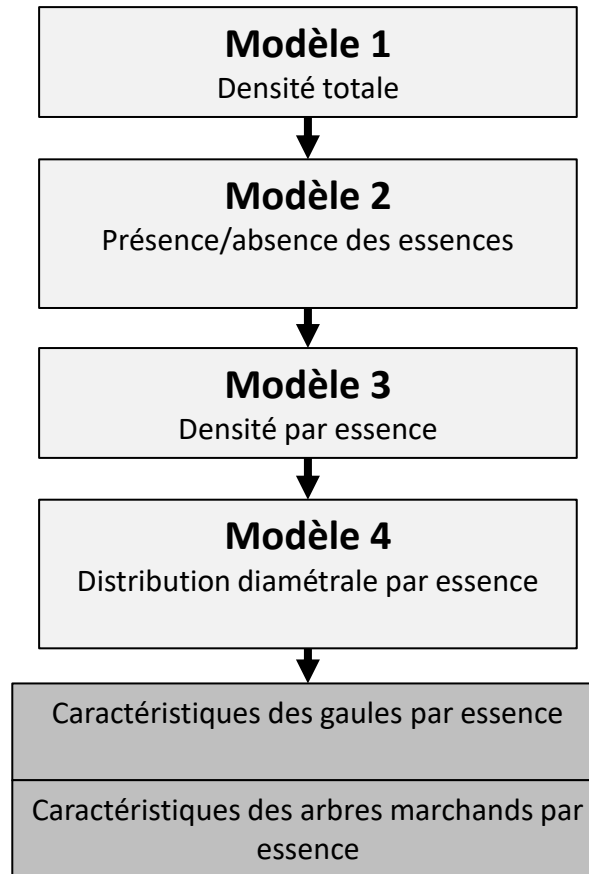 Modèle 1
Densité totale
Modèle 2
Présence/absence des essences
Modèle 3
Densité par essence
Modèle 4
Distribution diamétrale par essence
Caractéristiques des gaules par essence
Caractéristiques des arbres marchands par
essence